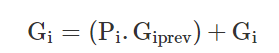 Gᵢ = (Pᵢ. Gᵢₚᵣₑᵥ) + Gᵢ